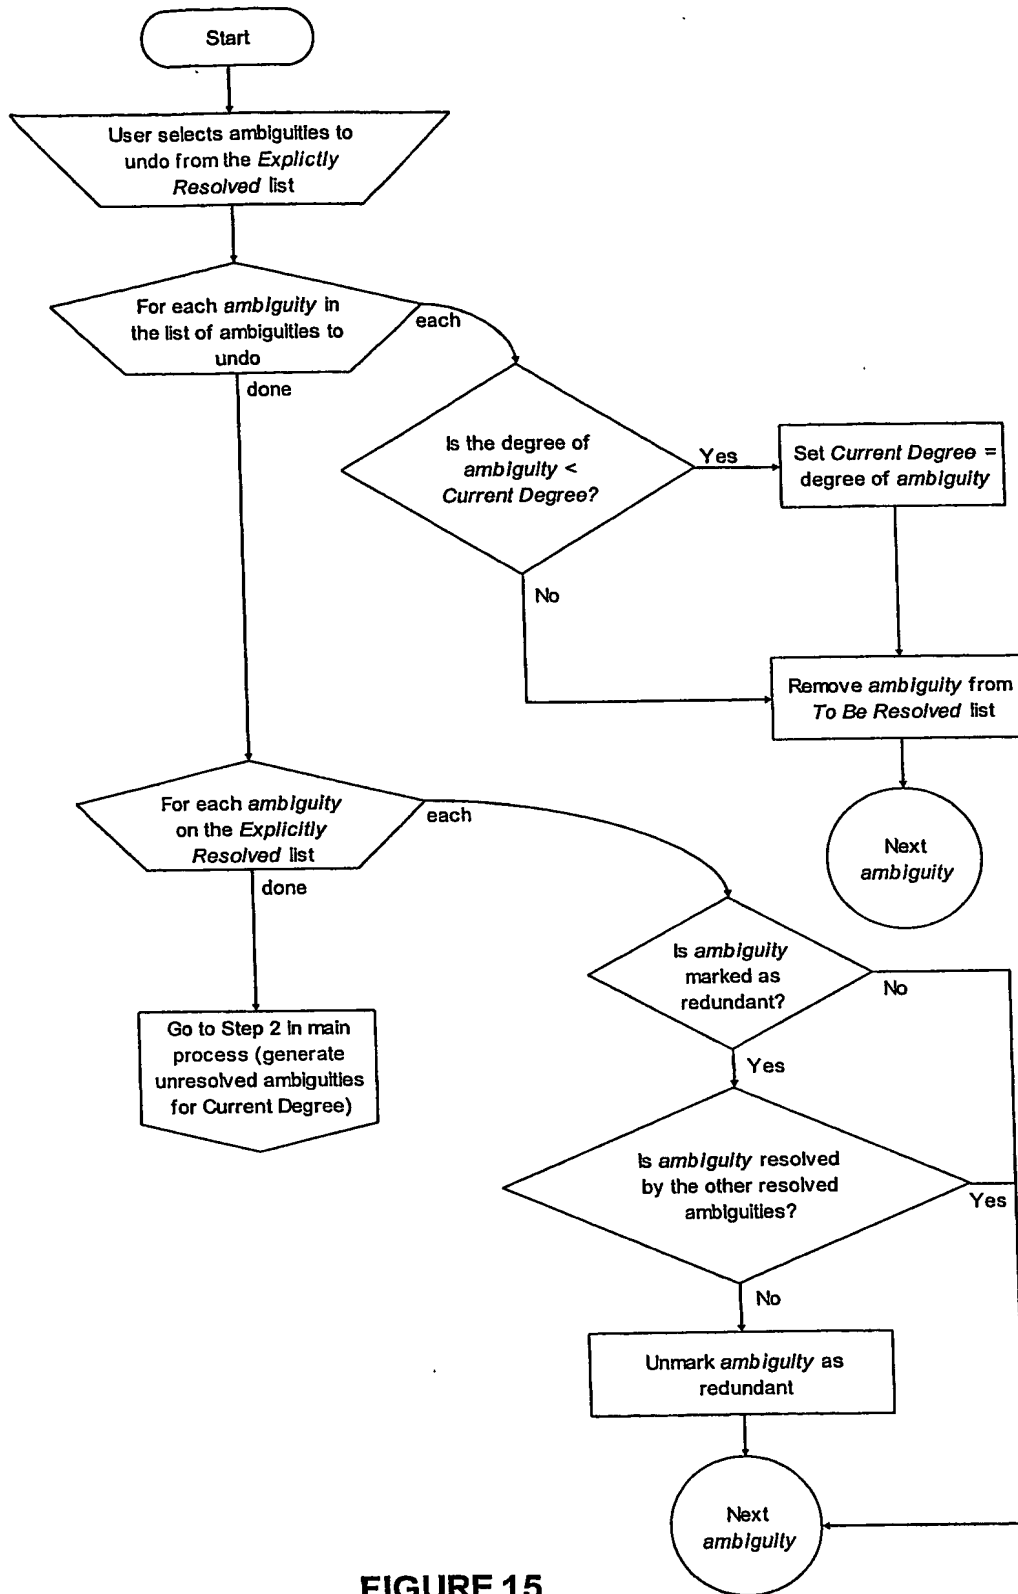 Start
User selects ambiguities to
undo from the Explictly
Resolved list
For each ambiguity in
the list of ambiguities to
undo
each
done
Is the degree of
ambiguity <
Current Degree?
Yes
Set Current Degree =
degree of ambiguity
No
Remove ambiguity from
To Be Resolved list
Next
ambiguity
For each ambiguity
on the Explicitly
Resolved list
each
done
Go to Step 2 in main
process (generate
unresolved ambiguities
for Current Degree)
Is ambiguity
marked as
redundant?
No
Yes
Is ambiguity resolved
by the other resolved
ambiguities?
Yes
No
Unmark ambiguity as
redundant
Next
ambiguity
FIGURE 15